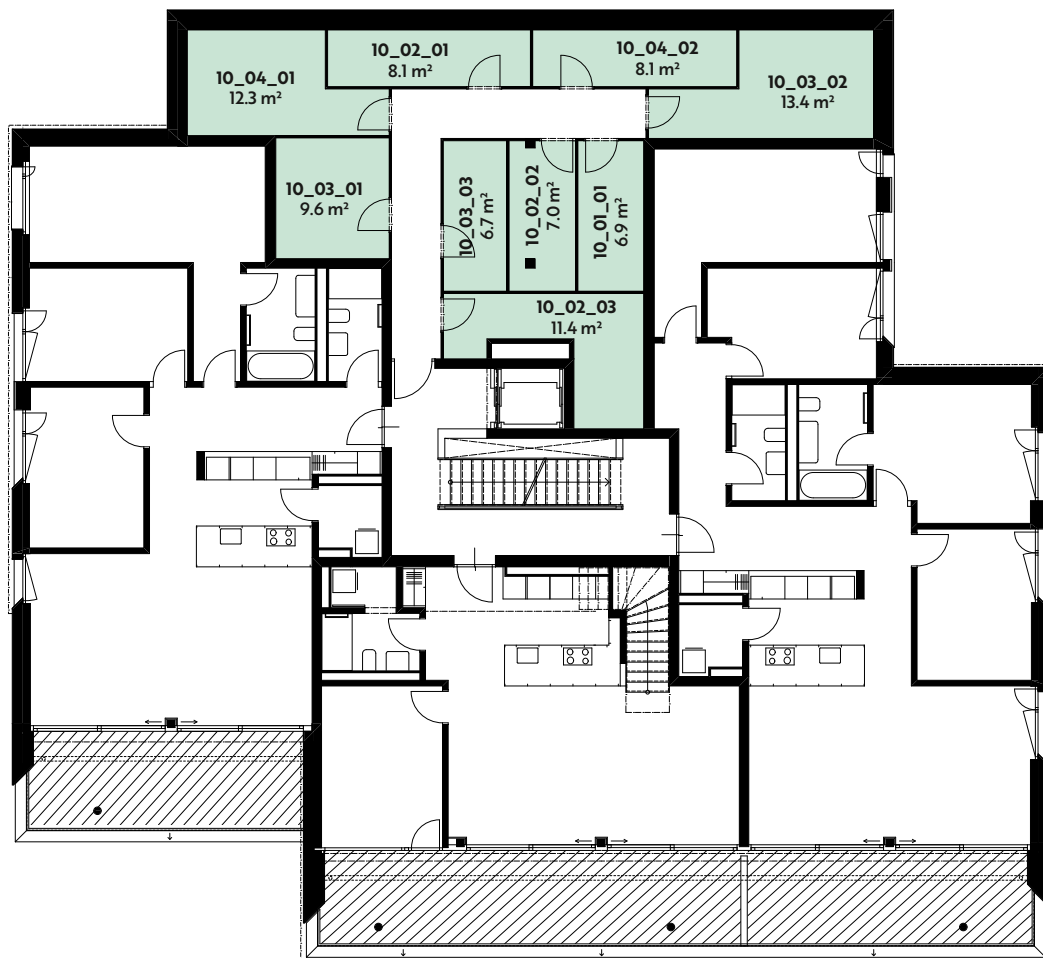 10_02_01
8.1 m²
10_04_02
8.1 m²
10_04_01
12.3 m²
10_03_02
13.4 m²
10_03_01
9.6 m²
10_03_03
6.7 m²
10_02_02
7.0 m²
10_01_01
6.9 m²
10_02_03
11.4 m²